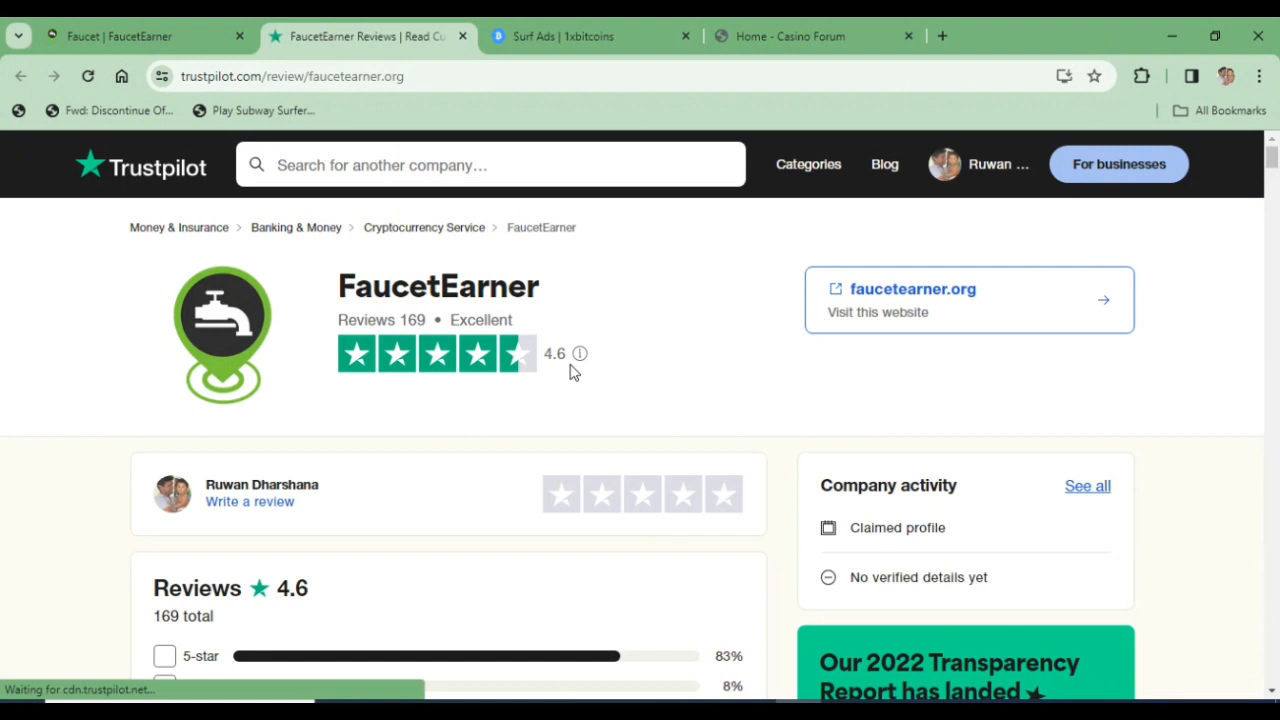 Faucet | FaucetEarner
FaucetEarner Reviews | Read Cu
Surf Ads | 1xbitcoins
Home - Casino Forum
trustpilot.com/review/faucetearner.org
Fwd: Discontinue Of...
Play Subway Surfer...
All Bookmarks
Trustpilot
Search for another company...
Categories
Blog
Ruwan ...
For businesses
Money & Insurance > Banking & Money > Cryptocurrency Service > FaucetEarner
FaucetEarner
Reviews 169 • Excellent
4.6
faucetearner.org
Visit this website
Ruwan Dharshana
Write a review
Company activity
See all
Claimed profile
No verified details yet
Reviews ★ 4.6
169 total
5-star
83%
8%
Our 2022 Transparency
Report has landed
Waiting for cdn.trustpilot.net...